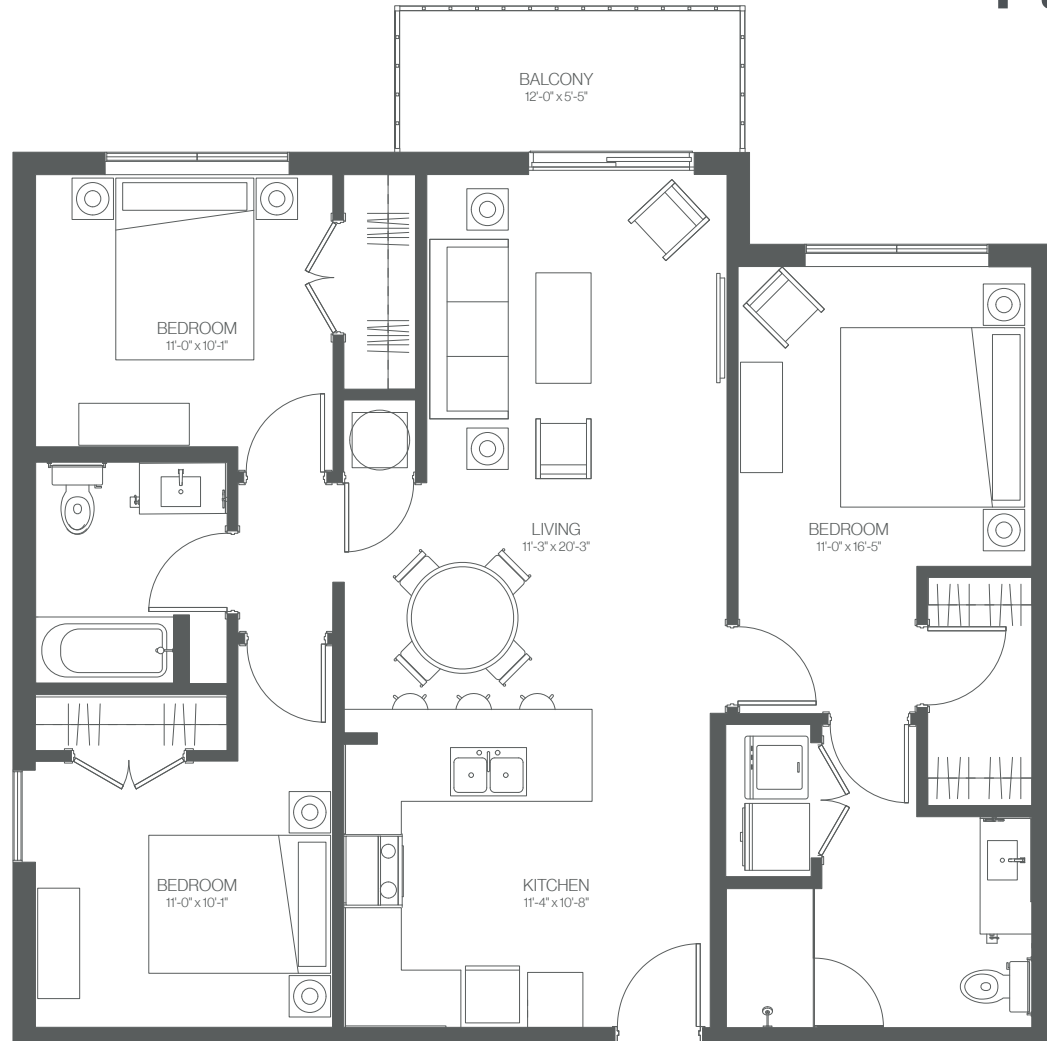 BALCONY
12'-0" x 5'-5"
BEDROOM
11'-0" x 10'-1"
LIVING
11'-3" x 20'-3"
BEDROOM
11'-0" x 16'-5"
BEDROOM
11'-0" x 10'-1"
KITCHEN
11'-4" x 10'-8"